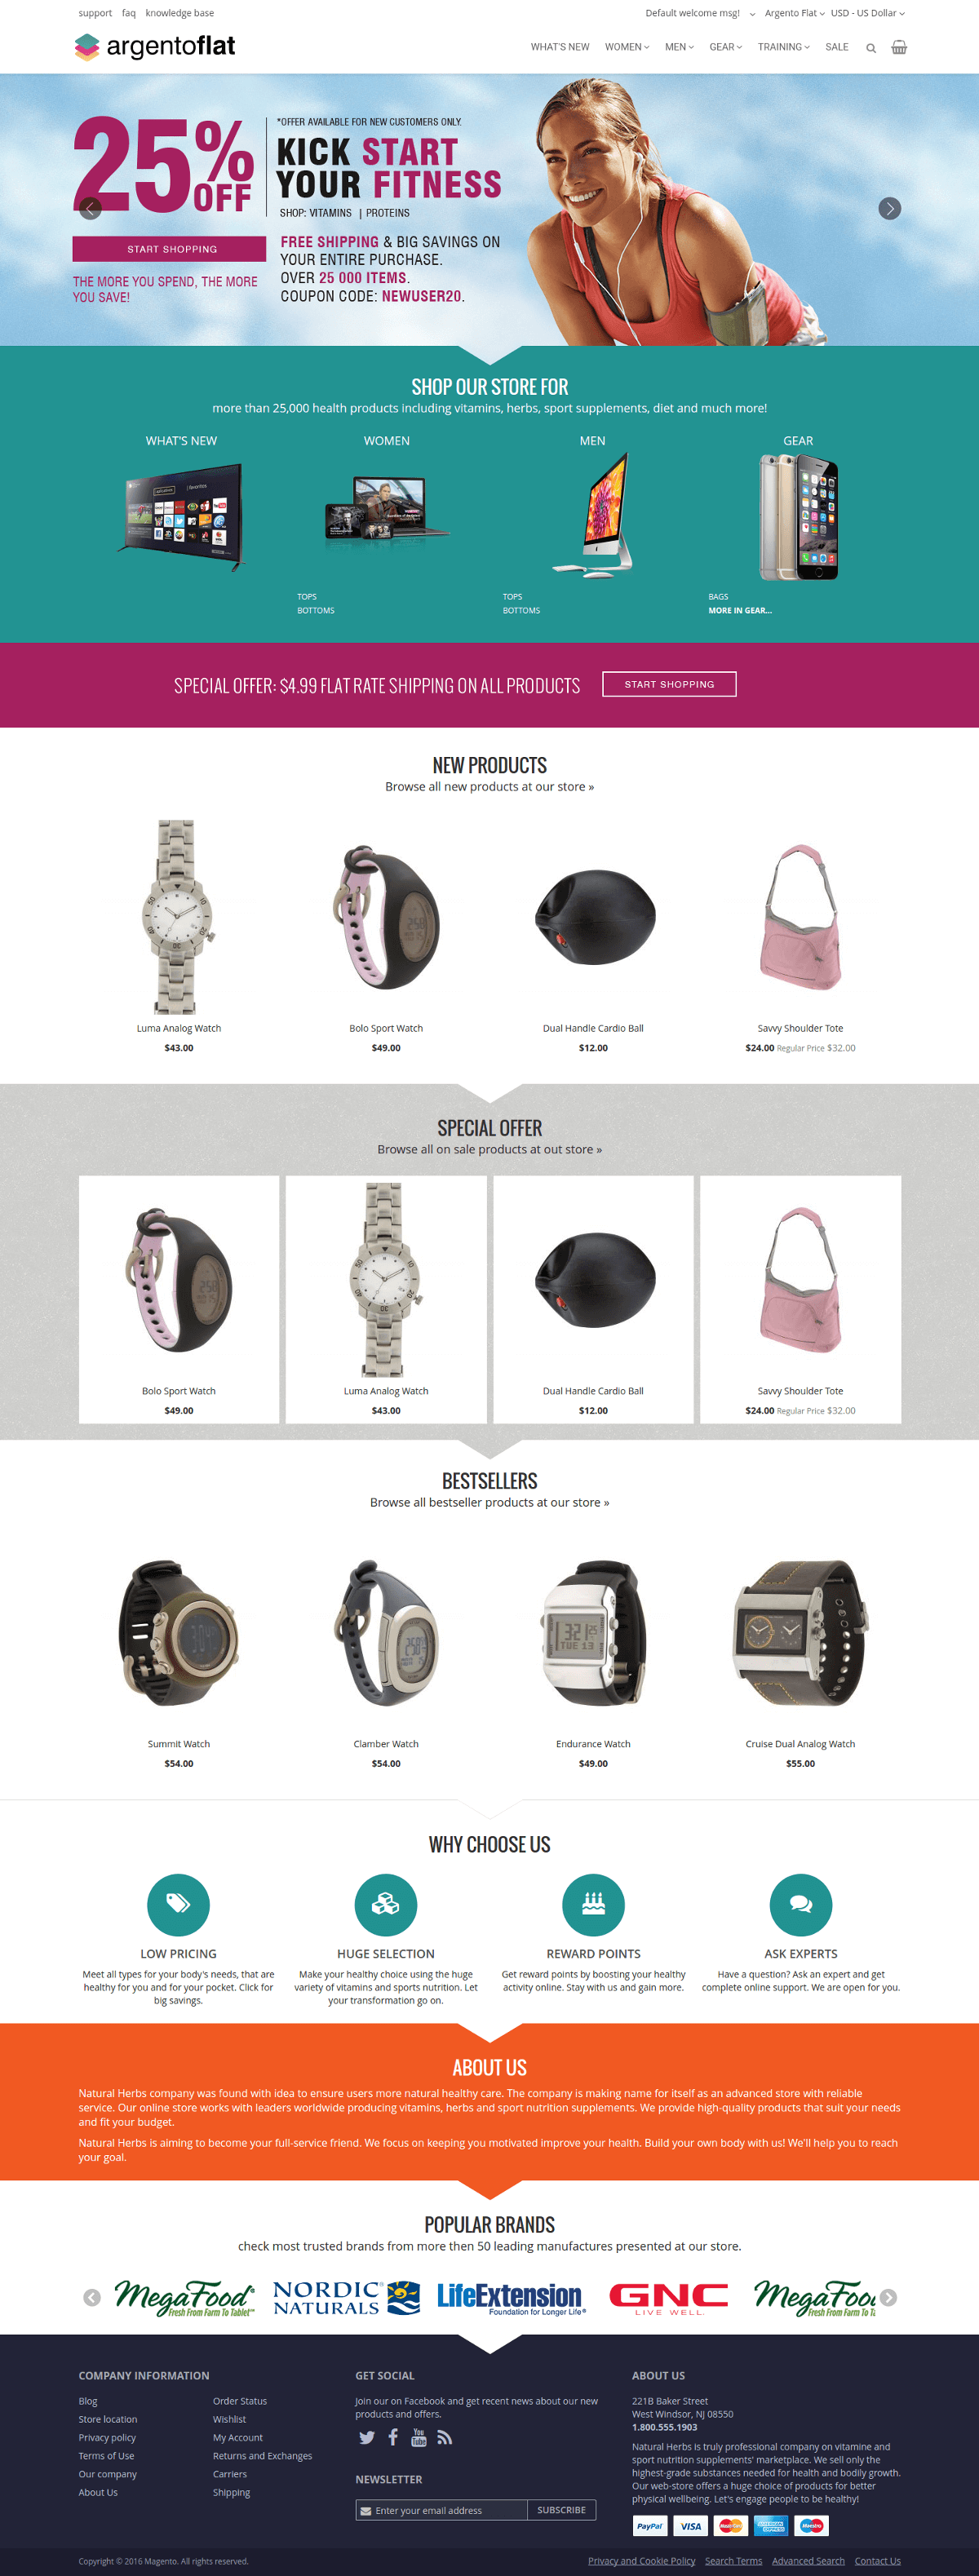 support faq knowledge base
Default welcome msg! Argento Flat USD - US Dollar
argentoflat
WHAT'S NEW WOMEN MEN GEAR TRAINING SALE
25% OFF
*OFFER AVAILABLE FOR NEW CUSTOMERS ONLY.
KICK START
YOUR FITNESS
SHOP: VITAMINS | PROTEINS
START SHOPPING
THE MORE YOU SPEND, THE MORE
YOU SAVE!
FREE SHIPPING & BIG SAVINGS ON
YOUR ENTIRE PURCHASE.
OVER 25 000 ITEMS.
COUPON CODE: NEWUSER20.
SHOP OUR STORE FOR
more than 25,000 health products including vitamins, herbs, sport supplements, diet and much more!
WHAT'S NEW WOMEN MEN GEAR
TOPS TOPS BAGS
BOTTOMS BOTTOMS MORE IN GEAR...
SPECIAL OFFER: $4.99 FLAT RATE SHIPPING ON ALL PRODUCTS START SHOPPING
NEW PRODUCTS
Browse all new products at our store »
Luma Analog Watch Bolo Sport Watch Dual Handle Cardio Ball Savvy Shoulder Tote
$43.00 $49.00 $12.00 $24.00 Regular Price $32.00
SPECIAL OFFER
Browse all on sale products at out store »
Bolo Sport Watch Luma Analog Watch Dual Handle Cardio Ball Savvy Shoulder Tote
$49.00 $43.00 $12.00 $24.00 Regular Price $32.00
BESTSELLERS
Browse all bestseller products at our store »
Summit Watch Clamber Watch Endurance Watch Cruise Dual Analog Watch
$54.00 $54.00 $49.00 $55.00
WHY CHOOSE US
LOW PRICING
Meet all types for your body's needs, that are
healthy for you and for your pocket. Click for
big savings.
HUGE SELECTION
Make your healthy choice using the huge
variety of vitamins and sports nutrition. Let
your transformation go on.
REWARD POINTS
Get reward points by boosting your healthy
activity online. Stay with us and gain more.
ASK EXPERTS
Have a question? Ask an expert and get
complete online support. We are open for you.
ABOUT US
Natural Herbs company was found with idea to ensure users more natural healthy care. The company is making name for itself as an advanced store with reliable
service. Our online store works with leaders worldwide producing vitamins, herbs and sport nutrition supplements. We provide high-quality products that suit your needs
and fit your budget.
Natural Herbs is aiming to become your full-service friend. We focus on keeping you motivated improve your health. Build your own body with us! We'll help you to reach
your goal.
POPULAR BRANDS
check most trusted brands from more then 50 leading manufactures presented at our store.
MegaFood
Fresh From Farm To Tablet
NORDIC
NATURALS
LifeExtension
Foundation for Longer Life®
GNC
LIVE WELL.
MegaFoo
Fresh From Farm To T
COMPANY INFORMATION
Blog
Store location
Privacy policy
Terms of Use
Our company
About Us
Order Status
Wishlist
My Account
Returns and Exchanges
Carriers
Shipping
GET SOCIAL
Join our on Facebook and get recent news about our new
products and offers.
You Tube
NEWSLETTER
Enter your email address SUBSCRIBE
ABOUT US
221B Baker Street
West Windsor, NJ 08550
1.800.555.1903
Natural Herbs is truly professional company on vitamine and
sport nutrition supplements' marketplace. We sell only the
highest-grade substances needed for health and bodily growth.
Our web-store offers a huge choice of products for better
physical wellbeing. Let's engage people to be healthy!
PayPal VISA MasterCard AMERICAN EXPRESS Maestro
Copyright © 2016 Magento. All rights reserved.
Privacy and Cookie Policy Search Terms Advanced Search Contact Us